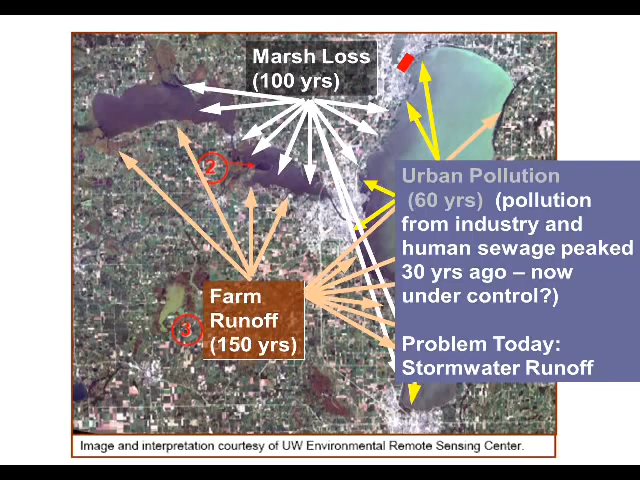 Marsh Loss
(100 yrs)
2
Urban Pollution
(60 yrs) (pollution
from industry and
human sewage peaked
30 yrs ago – now
under control?)
Problem Today:
Stormwater Runoff
Farm
Runoff
(150 yrs)
3
Image and interpretation courtesy of UW Environmental Remote Sensing Center.